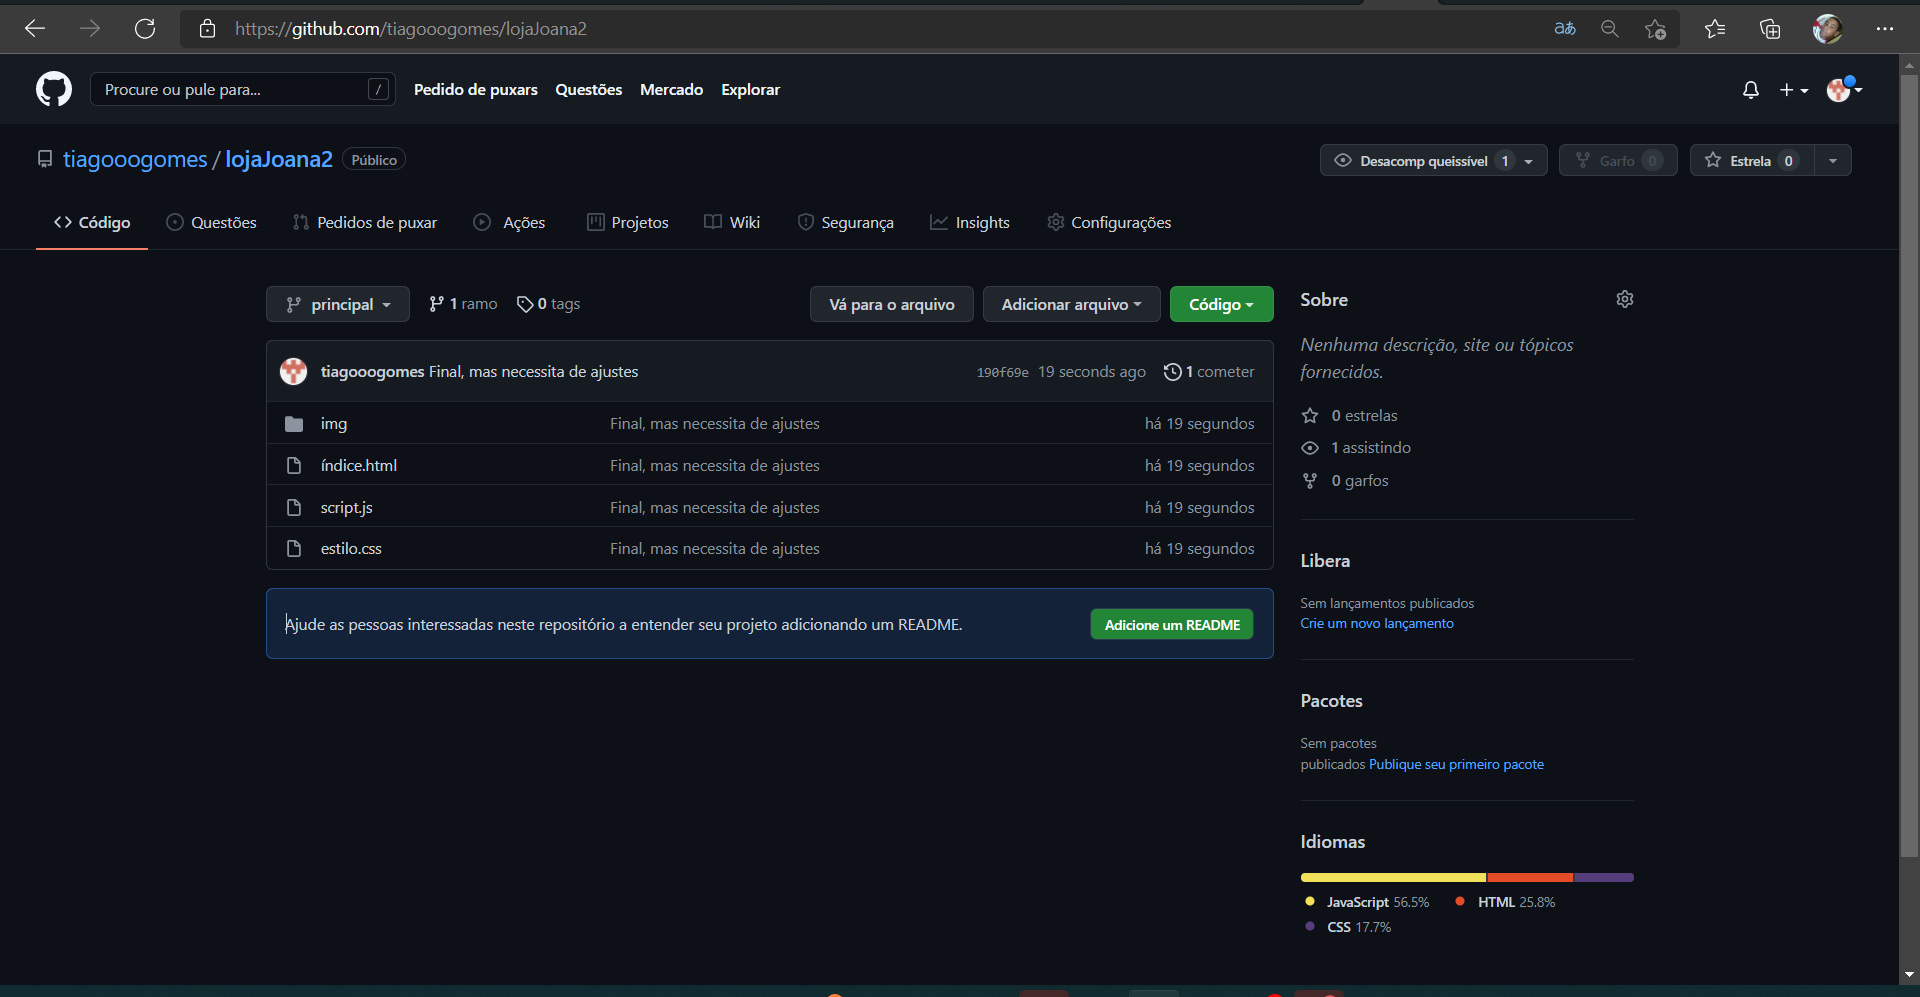 https://github.com/tiagooogomes/lojaJoana2 aあ
Procure ou pule para... / Pedido de puxars Questões Mercado Explorar
tiagooogomes / lojaJoana2 Público Desacomp queissível 1 Garfo 0 Estrela 0
<> Código Questões Pedidos de puxar Ações Projetos Wiki Segurança Insights Configurações
principal 1 ramo 0 tags Vá para o arquivo Adicionar arquivo Código
tiagooogomes Final, mas necessita de ajustes 190f69e 19 seconds ago 1 cometer
img Final, mas necessita de ajustes há 19 segundos
índice.html Final, mas necessita de ajustes há 19 segundos
script.js Final, mas necessita de ajustes há 19 segundos
estilo.css Final, mas necessita de ajustes há 19 segundos
Ajude as pessoas interessadas neste repositório a entender seu projeto adicionando um README. Adicione um README
Sobre
Nenhuma descrição, site ou tópicos
fornecidos.
0 estrelas
1 assistindo
0 garfos
Libera
Sem lançamentos publicados
Crie um novo lançamento
Pacotes
Sem pacotes
publicados Publique seu primeiro pacote
Idiomas
JavaScript 56.5% HTML 25.8%
CSS 17.7%